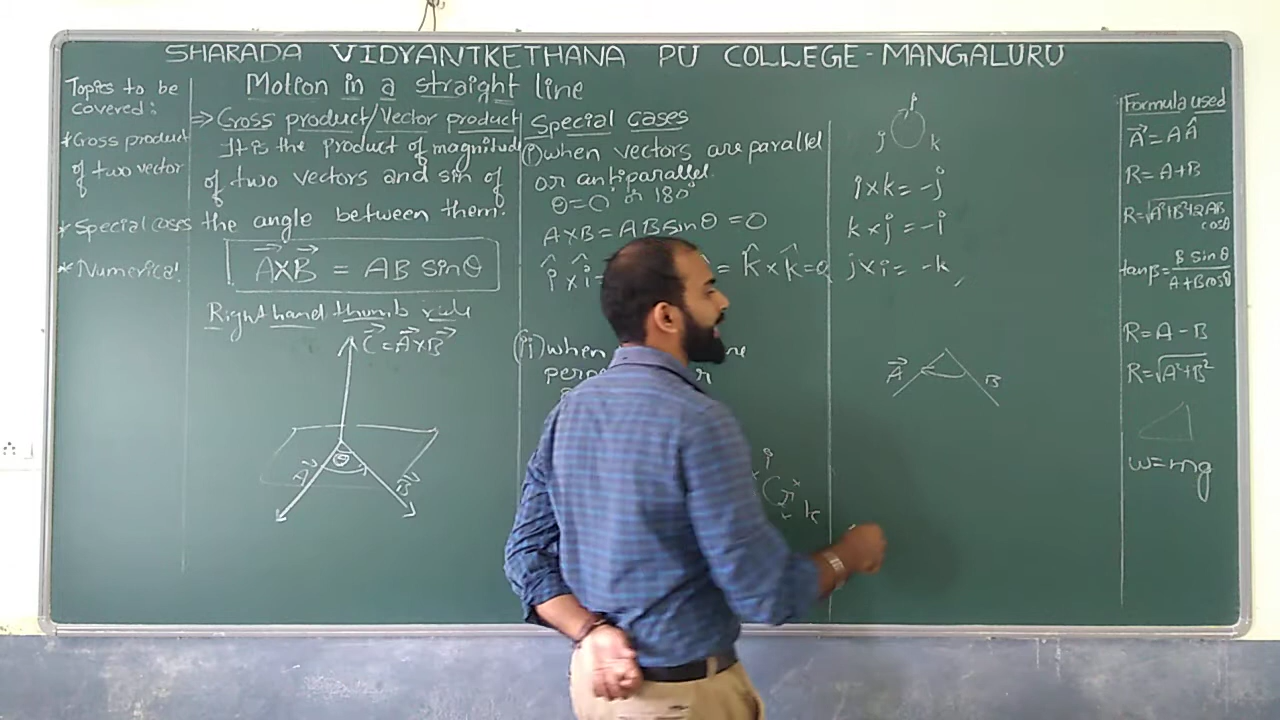 SHARADA VIDYANIKETHANA PU COLLEGE-MANGALURU
Motion in a straight line
Topics to be
covered:
* Cross product
of two vector
* Special cases
* Numerical
⇒ Cross product/Vector product
It is the product of magnitude
of two vectors and sin of
the angle between them.
A⃗×B⃗ = AB sinθ
Right hand thumb rule
C⃗=A⃗×B⃗
θ
A⃗
B⃗
Special cases
(i) when vectors are parallel
or antiparallel.
θ=0° or 180°
A×B=AB sinθ =0
î × î =
= k̂ × k̂ =0
(ii) when
i
k
i
j k
i×k= -j
k×j= -i
j×i= -k
A⃗ B
Formula used
A⃗ = A Â
R = A+B
R=√A²+B²+2AB cosθ
tanβ= B sinθ / A+Bcosθ
R= A-B
R=√A²+B²
w=mg